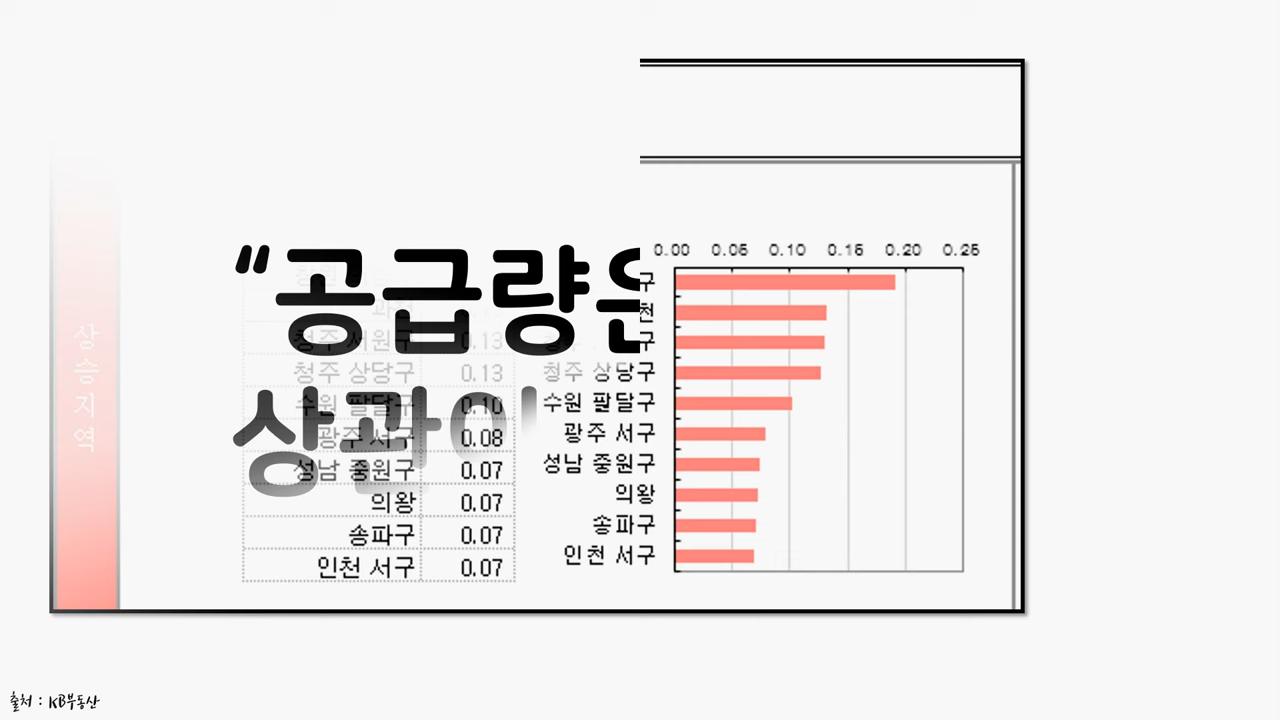 "공급량은
상관이
상승지역
과천
청주 서원구 0.13
청주 상당구 0.13
수원 팔달구 0.10
광주 서구 0.08
성남 중원구 0.07
의왕 0.07
송파구 0.07
인천 서구 0.07
0.00 0.05 0.10 0.15 0.20 0.25
구
천
구
청주 상당구
수원 팔달구
광주 서구
성남 중원구
의왕
송파구
인천 서구
출처 : KB부동산